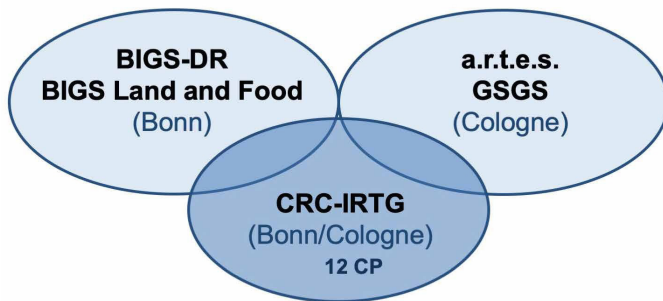 BIGS-DR
BIGS Land and Food
(Bonn)
a.r.t.e.s.
GSGS
(Cologne)
CRC-IRTG
(Bonn/Cologne)
12 CP